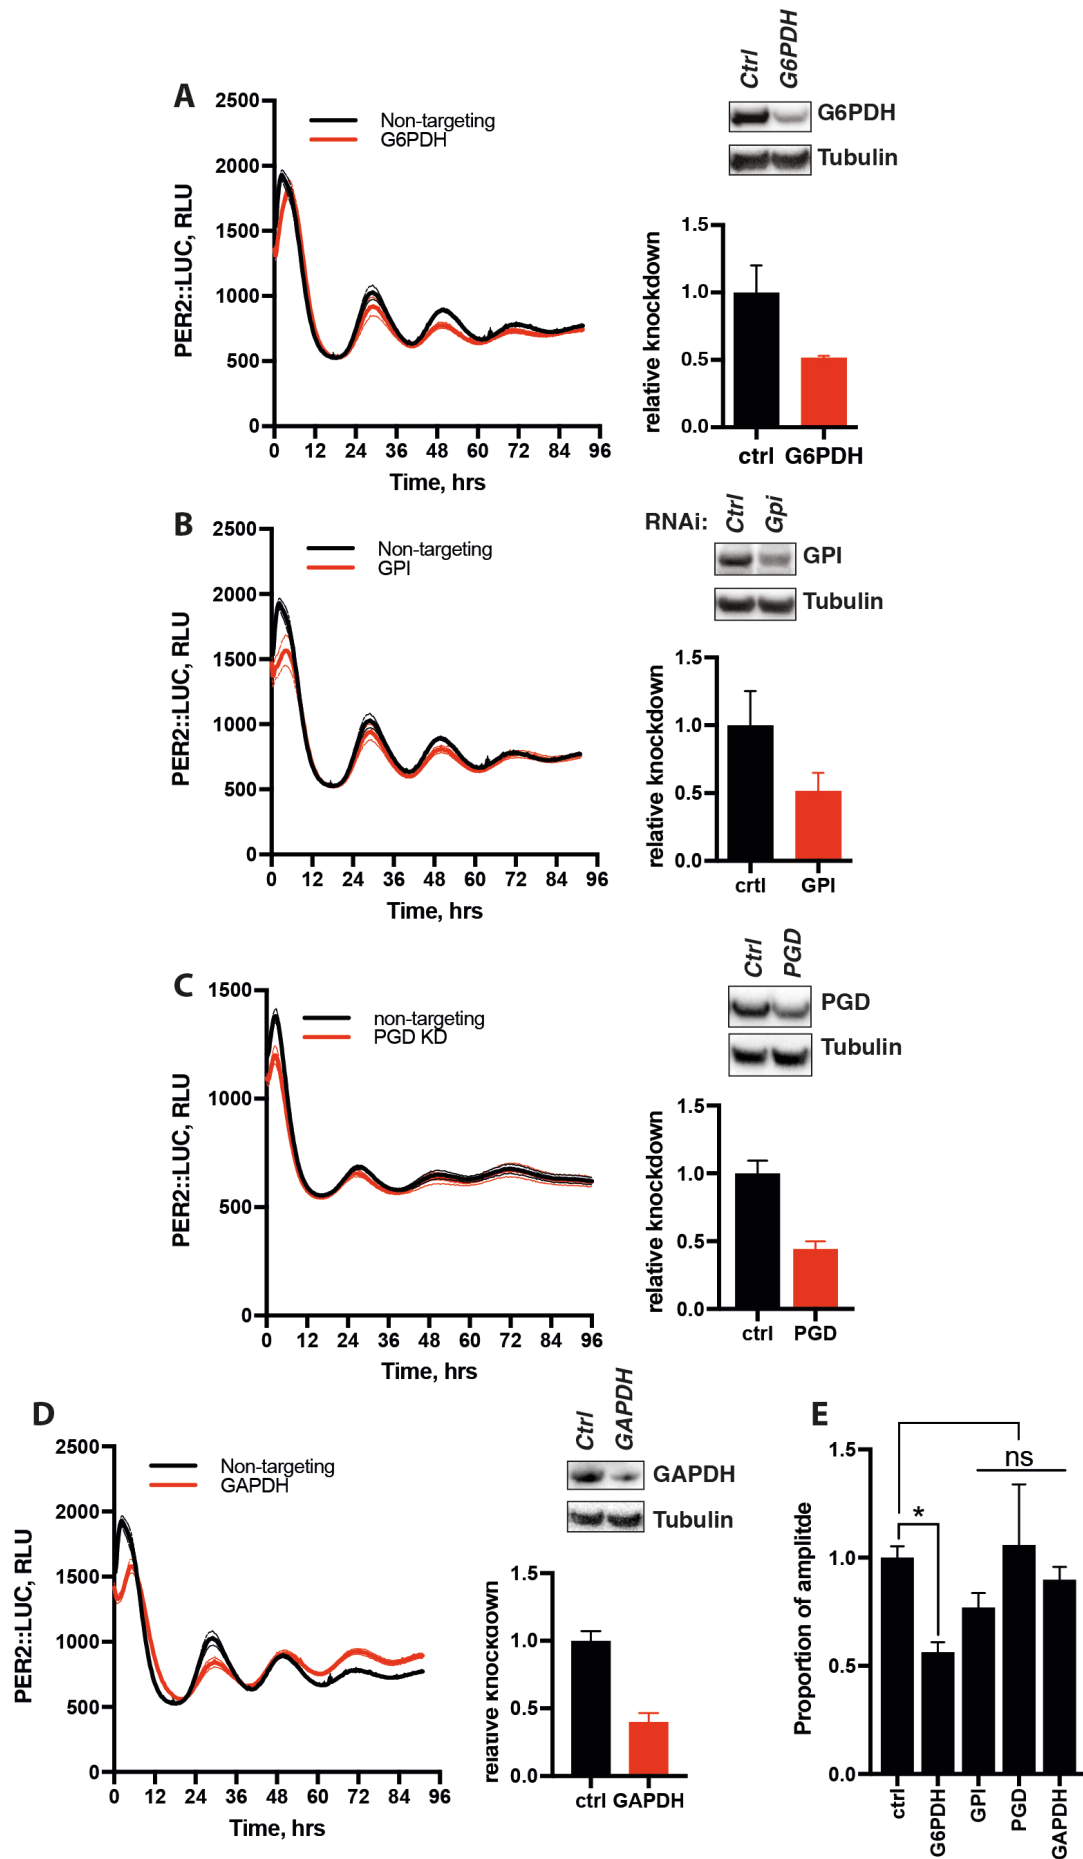 A
2500
2000
1500
1000
500
0
PER2::LUC, RLU
Non-targeting
G6PDH
0 12 24 36 48 60 72 84 96
Time, hrs
Ctrl G6PDH
G6PDH
Tubulin
relative knockdown
1.5
1.0
0.5
0.0
ctrl G6PDH
B
2500
2000
1500
1000
500
0
PER2::LUC, RLU
Non-targeting
GPI
0 12 24 36 48 60 72 84 96
Time, hrs
RNAi: Ctrl Gpi
GPI
Tubulin
relative knockdown
1.5
1.0
0.5
0.0
crtl GPI
C
1500
1000
500
0
PER2::LUC, RLU
non-targeting
PGD KD
0 12 24 36 48 60 72 84 96
Time, hrs
Ctrl PGD
PGD
Tubulin
relative knockdown
1.5
1.0
0.5
0.0
ctrl PGD
D
2500
2000
1500
1000
500
0
PER2::LUC, RLU
Non-targeting
GAPDH
0 12 24 36 48 60 72 84 96
Time, hrs
Ctrl GAPDH
GAPDH
Tubulin
relative knockdown
1.5
1.0
0.5
0.0
ctrl GAPDH
E
Proportion of amplitde
1.5
1.0
0.5
0.0
*
ns
ctrl
G6PDH
GPI
PGD
GAPDH